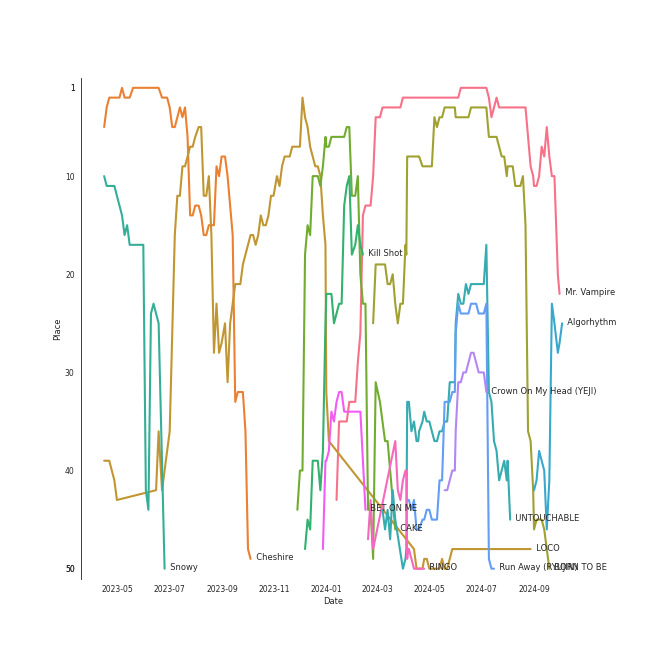 1
10
20
30
40
50
Place
2023-05
2023-07
2023-09
2023-11
2024-01
2024-03
2024-05
2024-07
2024-09
Date
Kill Shot
Mr. Vampire
Algorhythm
Crown On My Head (YEJI)
BET ON ME
UNTOUCHABLE
CAKE
LOCO
Cheshire
Snowy
RINGO
Run Away (RYUJIN)
BORN TO BE